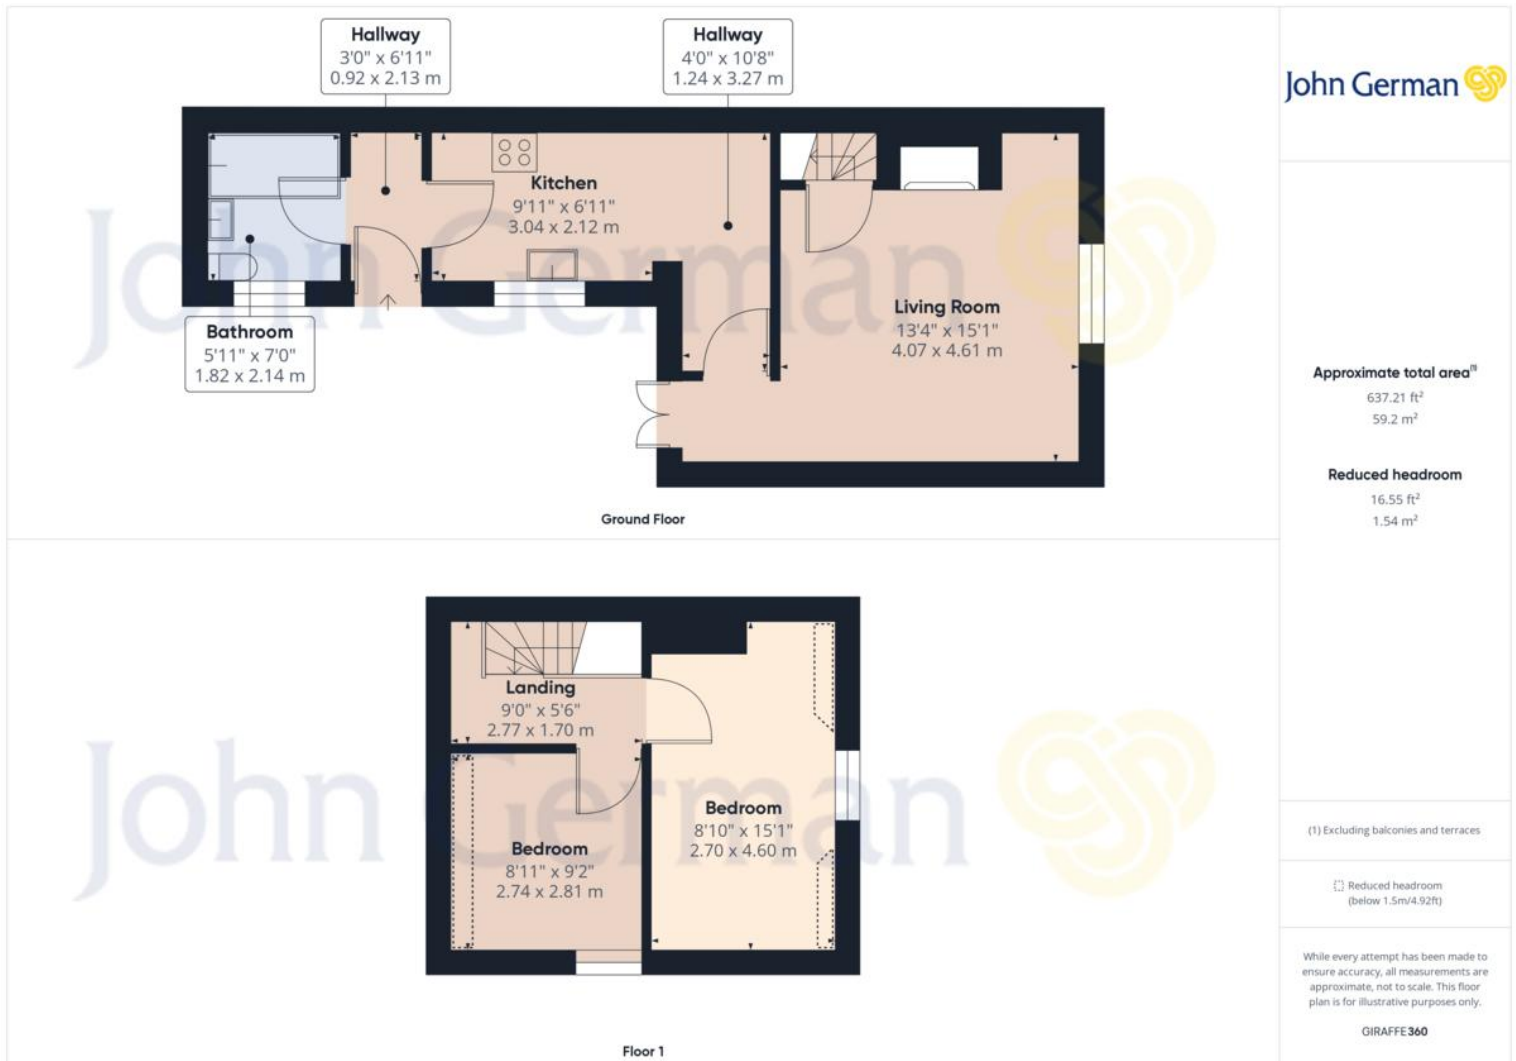 Hallway
3'0" x 6'11"
0.92 x 2.13 m
Hallway
4'0" x 10'8"
1.24 x 3.27 m
Kitchen
9'11" x 6'11"
3.04 x 2.12 m
Living Room
13'4" x 15'1"
4.07 x 4.61 m
Bathroom
5'11" x 7'0"
1.82 x 2.14 m
John German
Ground Floor
Landing
9'0" x 5'6"
2.77 x 1.70 m
Bedroom
8'10" x 15'1"
2.70 x 4.60 m
Bedroom
8'11" x 9'2"
2.74 x 2.81 m
John German
Floor 1
John German
Approximate total area(1)
637.21 ft²
59.2 m²
Reduced headroom
16.55 ft²
1.54 m²
(1) Excluding balconies and terraces
Reduced headroom
(below 1.5m/4.92ft)
While every attempt has been made to
ensure accuracy, all measurements are
approximate, not to scale. This floor
plan is for illustrative purposes only.
GIRAFFE360